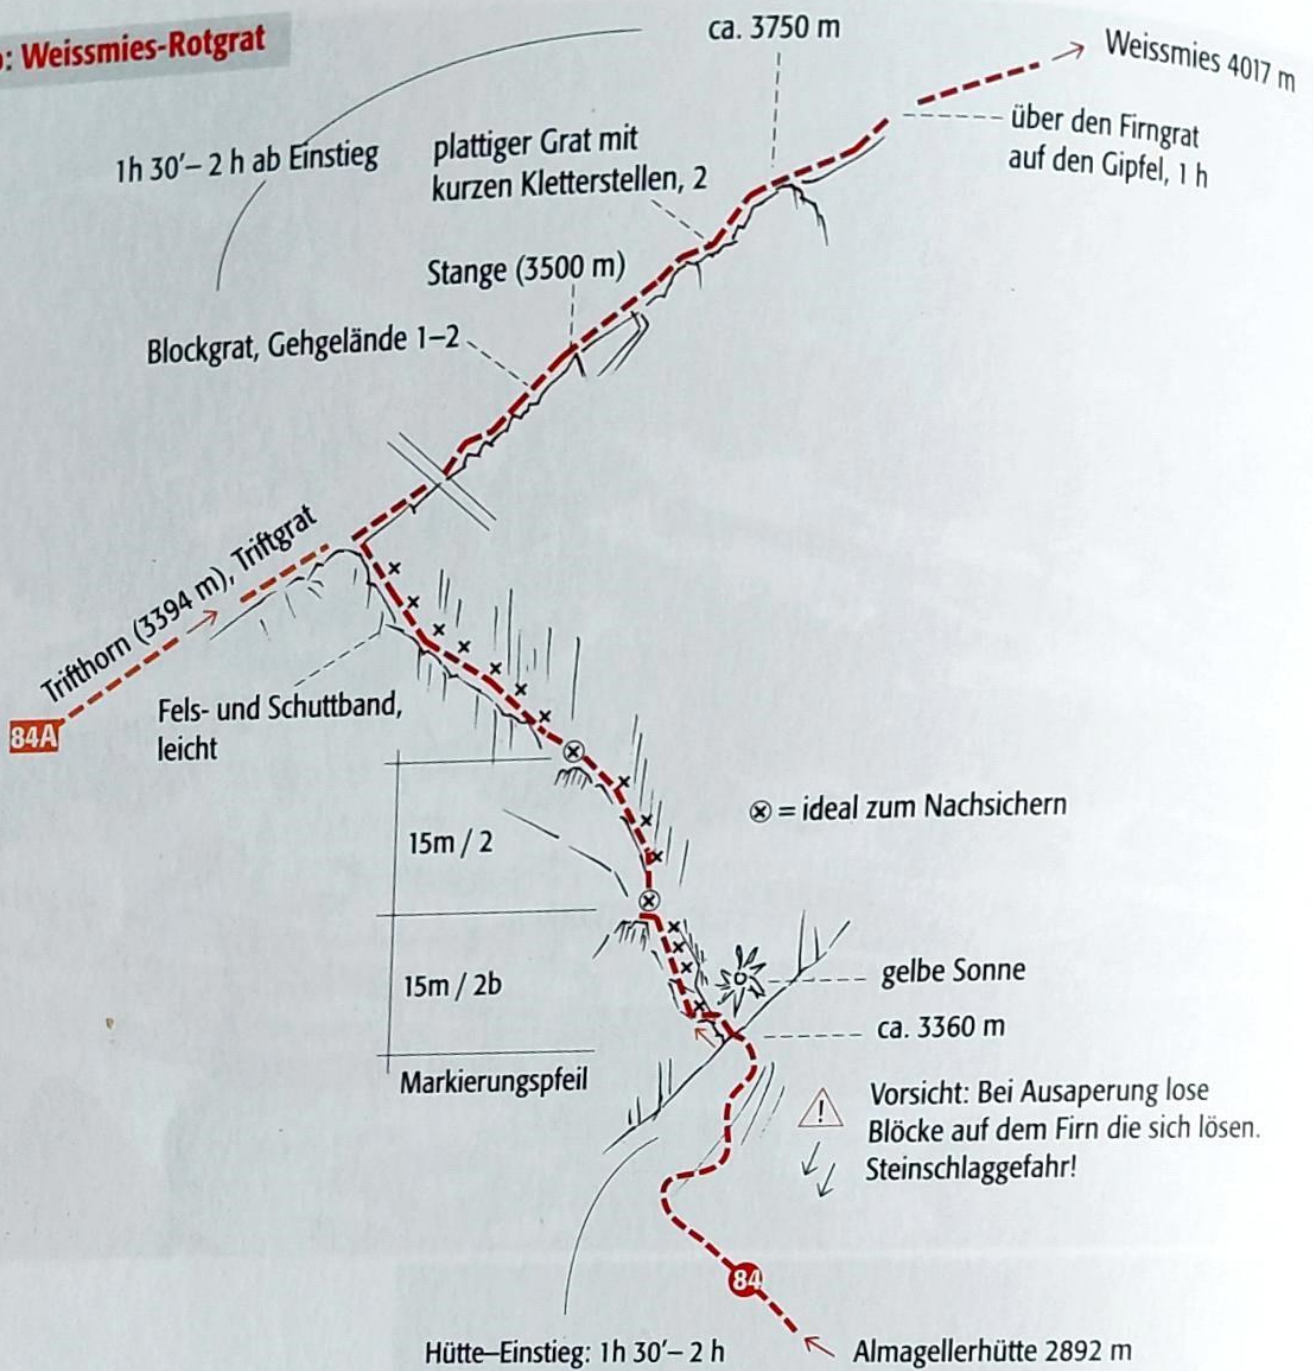 : Weissmies-Rotgrat
ca. 3750 m
Weissmies 4017 m
über den Firngrat
auf den Gipfel, 1 h
1h 30′– 2 h ab Einstieg
plattiger Grat mit
kurzen Kletterstellen, 2
Stange (3500 m)
Blockgrat, Gehgelände 1–2
Trifthorn (3394 m), Triftgrat
84A
Fels- und Schuttband,
leicht
15m / 2
ⓧ = ideal zum Nachsichern
15m / 2b
gelbe Sonne
ca. 3360 m
Markierungspfeil
!
Vorsicht: Bei Ausaperung lose
Blöcke auf dem Firn die sich lösen.
Steinschlaggefahr!
84
Hütte–Einstieg: 1h 30′– 2 h
Almagellerhütte 2892 m